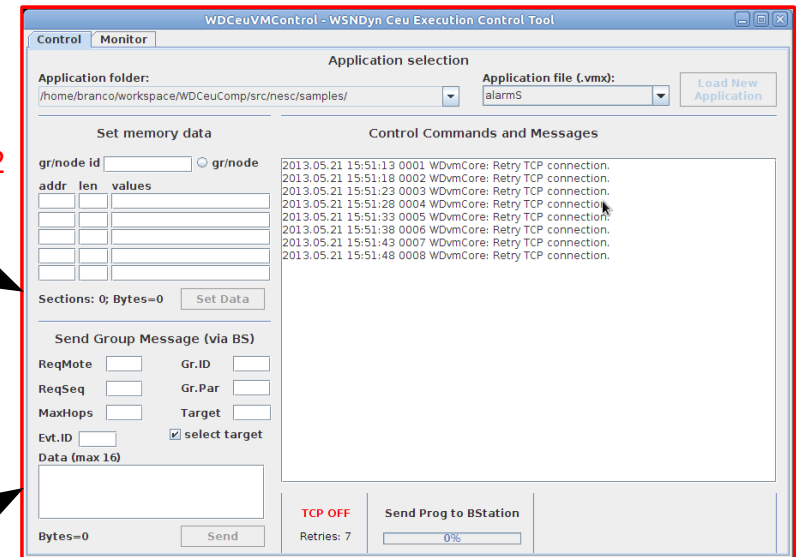 WDCeuVMControl - WSNDyn Ceu Execution Control Tool
Control Monitor
Application selection
Application folder:
Application file (.vmx):
/home/branco/workspace/WDCeuComp/src/nesc/samples/
alarmS
Load New
Application
2
Set memory data
gr/node id
gr/node
addr len values
Sections: 0; Bytes=0
Set Data
Send Group Message (via BS)
ReqMote
Gr.ID
ReqSeq
Gr.Par
MaxHops
Target
Evt.ID
select target
Data (max 16)
Bytes=0
Send
Control Commands and Messages
2013.05.21 15:51:13 0001 WDvmCore: Retry TCP connection.
2013.05.21 15:51:18 0002 WDvmCore: Retry TCP connection.
2013.05.21 15:51:23 0003 WDvmCore: Retry TCP connection.
2013.05.21 15:51:28 0004 WDvmCore: Retry TCP connection.
2013.05.21 15:51:33 0005 WDvmCore: Retry TCP connection.
2013.05.21 15:51:38 0006 WDvmCore: Retry TCP connection.
2013.05.21 15:51:43 0007 WDvmCore: Retry TCP connection.
2013.05.21 15:51:48 0008 WDvmCore: Retry TCP connection.
TCP OFF
Retries: 7
Send Prog to BStation
0%